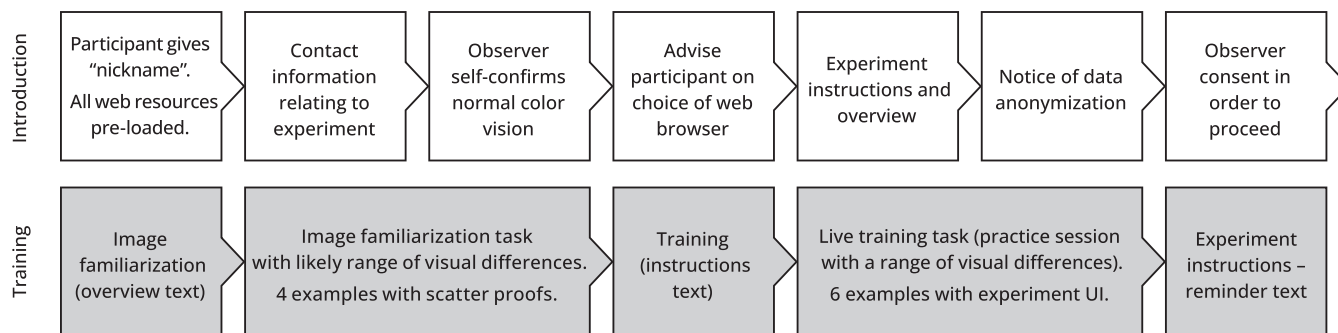 Introduction
Participant gives
“nickname”.
All web resources
pre-loaded.
Contact
information
relating to
experiment
Observer
self-confirms
normal color
vision
Advise
participant on
choice of web
browser
Experiment
instructions and
overview
Notice of data
anonymization
Observer
consent in
order to
proceed
Training
Image
familiarization
(overview text)
Image familiarization task
with likely range of visual differences.
4 examples with scatter proofs.
Training
(instructions
text)
Live training task (practice session
with a range of visual differences).
6 examples with experiment UI.
Experiment
instructions –
reminder text